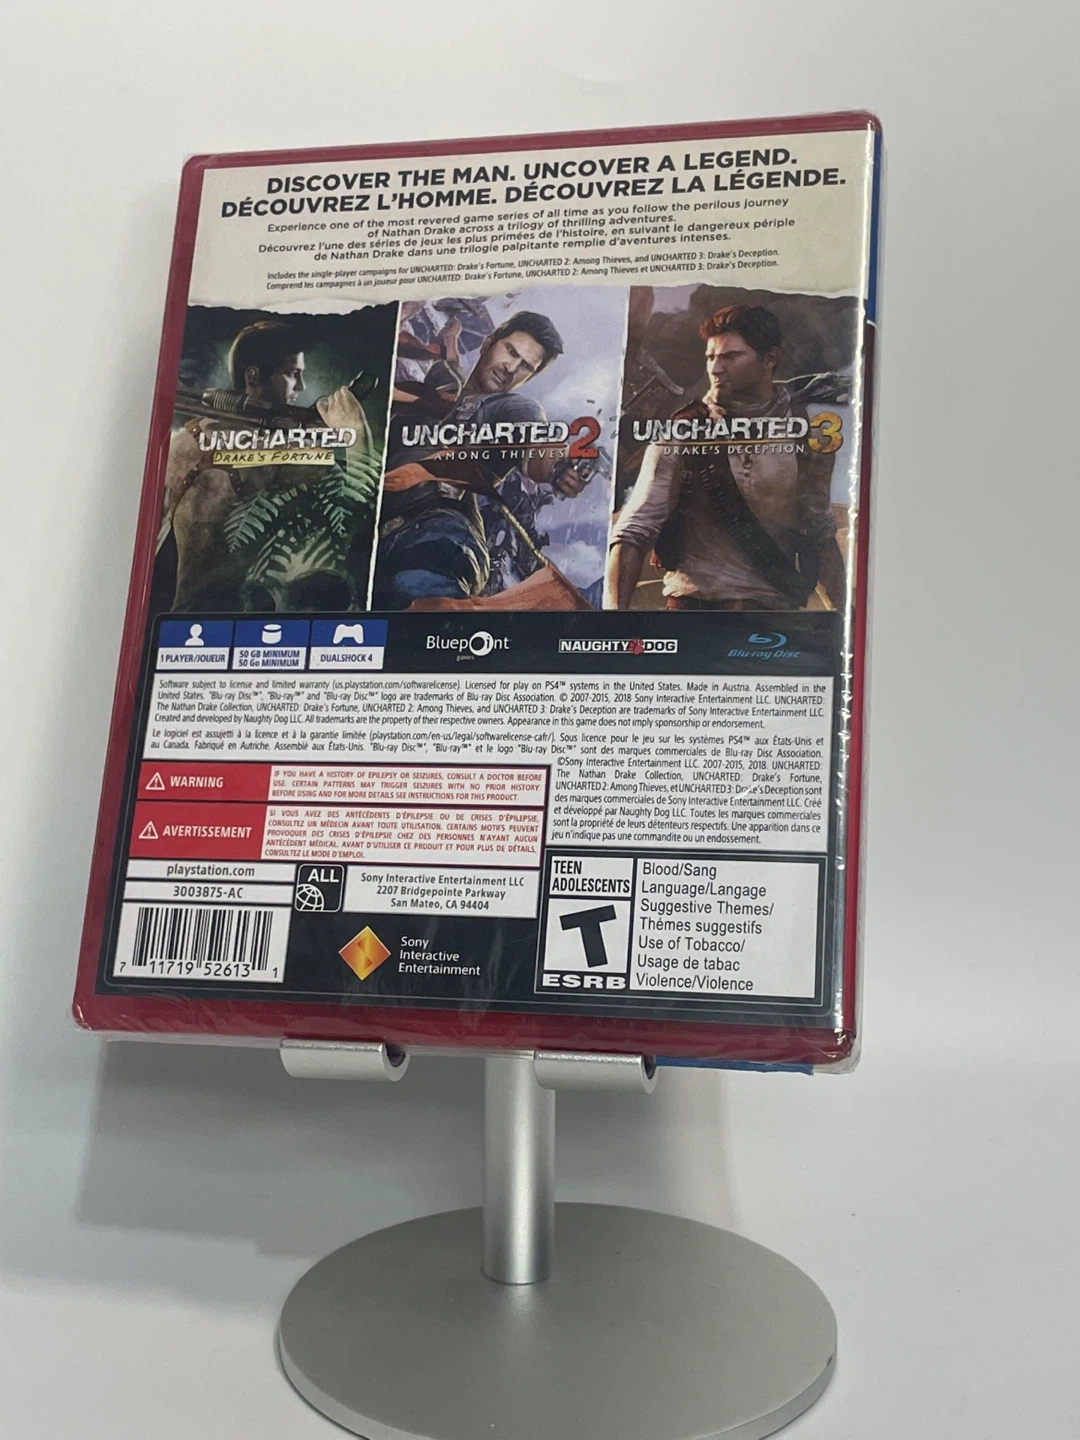 DISCOVER THE MAN. UNCOVER A LEGEND.
DÉCOUVREZ L'HOMME. DÉCOUVREZ LA LÉGENDE.
Experience one of the most revered game series of all time as you follow the perilous journey
of Nathan Drake across a trilogy of thrilling adventures.
Découvrez l'une des séries de jeux les plus primées de l'histoire, en suivant le dangereux périple
de Nathan Drake dans une trilogie palpitante remplie d'aventures intenses.
Includes the single-player campaigns for UNCHARTED: Drake's Fortune, UNCHARTED 2: Among Thieves, and UNCHARTED 3: Drake's Deception.
Comprend les campagnes à un joueur pour UNCHARTED: Drake's Fortune, UNCHARTED 2: Among Thieves et UNCHARTED 3: Drake's Deception.
UNCHARTED
DRAKE'S FORTUNE
UNCHARTED 2
AMONG THIEVES
UNCHARTED 3
DRAKE'S DECEPTION
1 PLAYER/JOUEUR
50 GB MINIMUM
50 Go MINIMUM
DUALSHOCK 4
Bluepoint
games
NAUGHTY DOG
Blu-ray Disc
Software subject to license and limited warranty (us.playstation.com/softwarelicense). Licensed for play on PS4™ systems in the United States. Made in Austria. Assembled in the
United States. "Blu-ray Disc™", "Blu-ray™" and "Blu-ray Disc™" logo are trademarks of Blu-ray Disc Association. © 2007-2015, 2018 Sony Interactive Entertainment LLC. UNCHARTED:
The Nathan Drake Collection, UNCHARTED: Drake's Fortune, UNCHARTED 2: Among Thieves, and UNCHARTED 3: Drake's Deception are trademarks of Sony Interactive Entertainment LLC.
Created and developed by Naughty Dog LLC. All trademarks are the property of their respective owners. Appearance in this game does not imply sponsorship or endorsement.
Le logiciel est assujetti à la licence et à la garantie limitée (playstation.com/en-us/legal/softwarelicense-cafr/). Sous licence pour le jeu sur les systèmes PS4™ aux États-Unis et
au Canada. Fabriqué en Autriche. Assemblé aux États-Unis. "Blu-ray Disc™", "Blu-ray™" et le logo "Blu-ray Disc™" sont des marques commerciales de Blu-ray Disc Association.
©Sony Interactive Entertainment LLC. 2007-2015, 2018. UNCHARTED:
The Nathan Drake Collection, UNCHARTED: Drake's Fortune,
UNCHARTED 2: Among Thieves, et UNCHARTED 3: Drake's Deception sont
des marques commerciales de Sony Interactive Entertainment LLC. Créé
et développé par Naughty Dog LLC. Toutes les marques commerciales
sont la propriété de leurs détenteurs respectifs. Une apparition dans ce
jeu n'indique pas une commandite ou un endossement.
WARNING
IF YOU HAVE A HISTORY OF EPILEPSY OR SEIZURES, CONSULT A DOCTOR BEFORE
USE. CERTAIN PATTERNS MAY TRIGGER SEIZURES WITH NO PRIOR HISTORY.
BEFORE USING AND FOR MORE DETAILS SEE INSTRUCTIONS FOR THIS PRODUCT.
AVERTISSEMENT
SI VOUS AVEZ DES ANTÉCÉDENTS D'ÉPILEPSIE OU DE CRISES D'ÉPILEPSIE,
CONSULTEZ UN MÉDECIN AVANT TOUTE UTILISATION. CERTAINS MOTIFS PEUVENT
PROVOQUER DES CRISES D'ÉPILEPSIE CHEZ DES PERSONNES N'AYANT AUCUN
ANTÉCÉDENT MÉDICAL. AVANT D'UTILISER CE PRODUIT ET POUR PLUS DE DÉTAILS,
CONSULTEZ LE MODE D'EMPLOI.
playstation.com
3003875-AC
ALL
Sony Interactive Entertainment LLC
2207 Bridgepointe Parkway
San Mateo, CA 94404
7 11719 52613 1
Sony
Interactive
Entertainment
TEEN
ADOLESCENTS
T
ESRB
Blood/Sang
Language/Langage
Suggestive Themes/
Thémes suggestifs
Use of Tobacco/
Usage de tabac
Violence/Violence